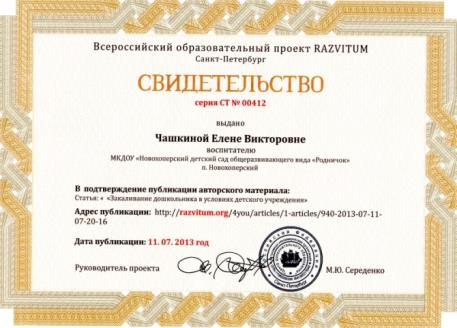 Всероссийский образовательный проект RAZVITUM
Санкт-Петербург
СВИДЕТЕЛЬСТВО
серия СТ № 00412
выдано
Чашкиной Елене Викторовне
воспитателю
МКДОУ «Новохоперский детский сад общеразвивающего вида «Родничок»
п. Новохоперский
В подтверждение публикации авторского материала:
Статья: « «Закаливание дошкольника в условиях детского учреждения»
Адрес публикации: http://razvitum.org/4you/articles/1-articles/940-2013-07-11-
07-20-16
Дата публикации: 11. 07. 2013 год
Руководитель проекта
М.Ю. Середенко
Санкт-Петербург